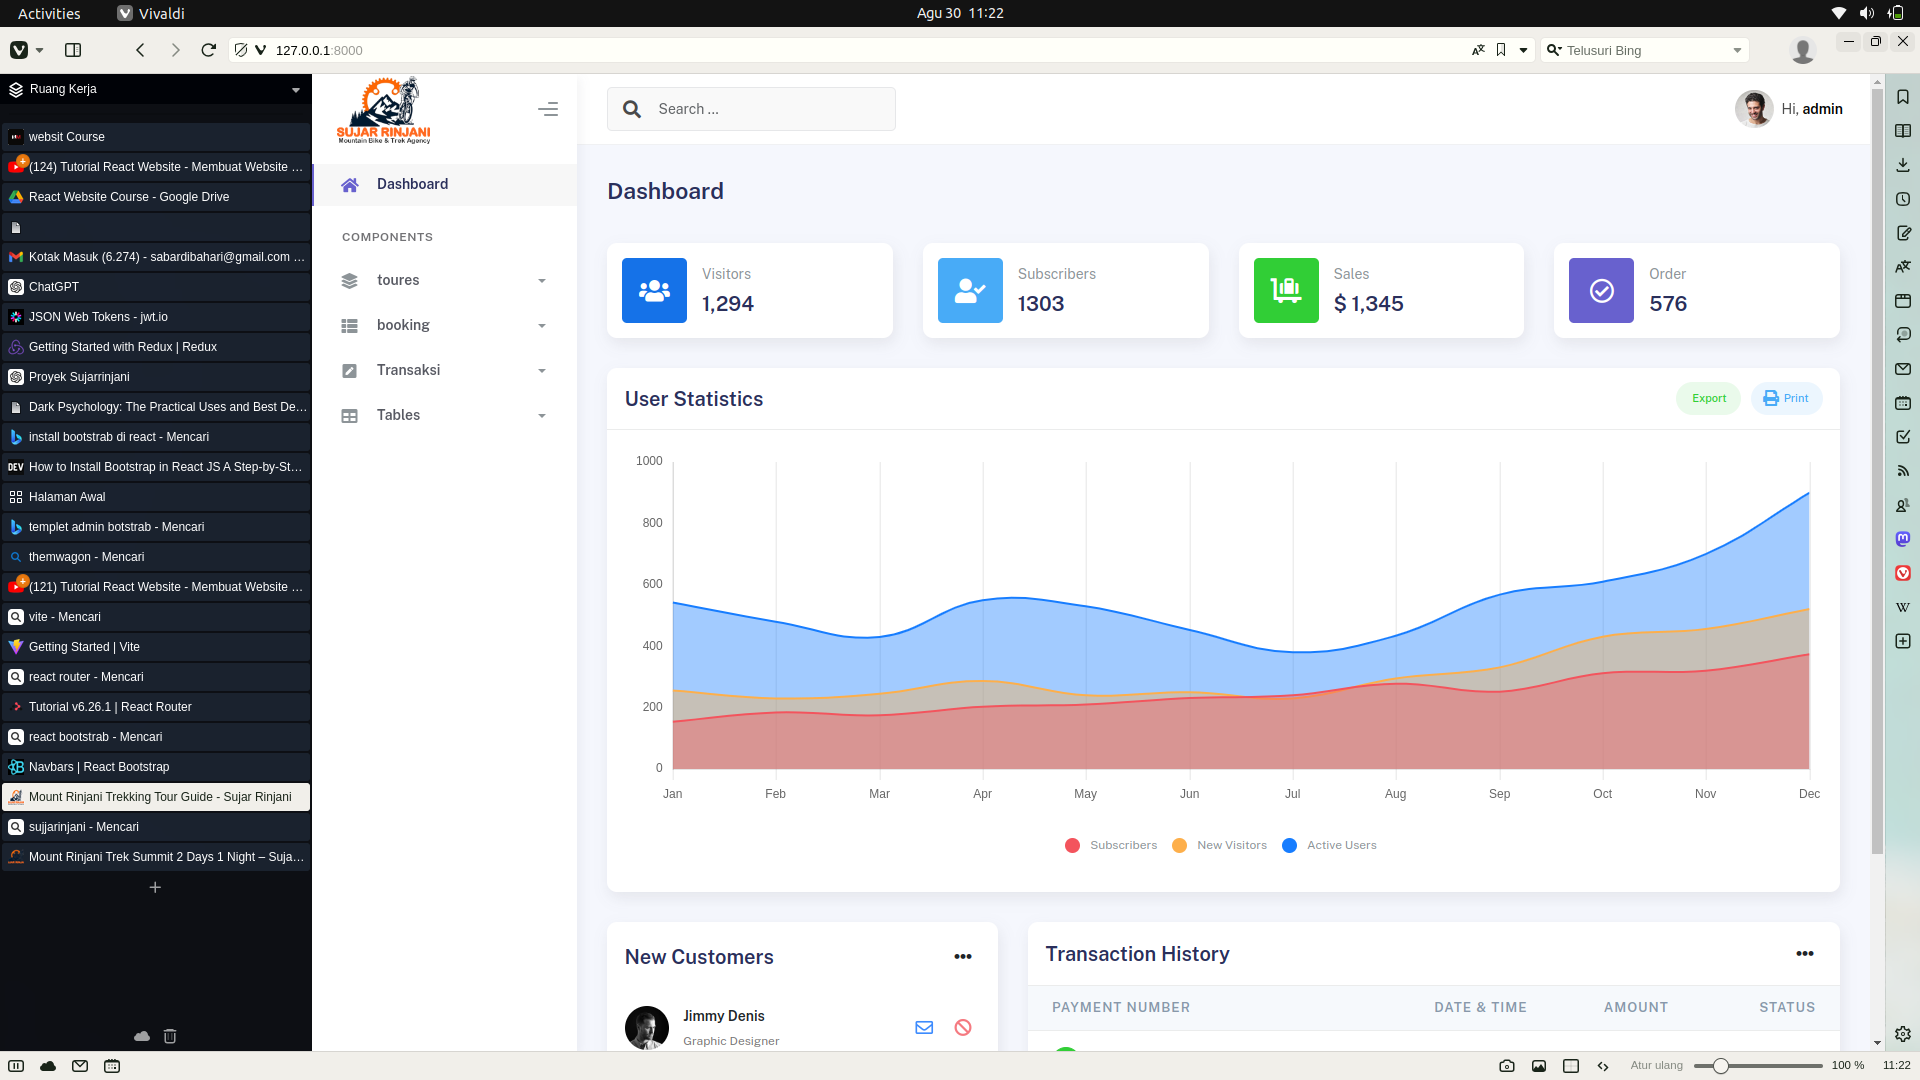 Activities
Vivaldi
Agu 30 11:22
127.0.0.1:8000
Telusuri Bing
Ruang Kerja
websit Course
(124) Tutorial React Website - Membuat Website ...
React Website Course - Google Drive
Kotak Masuk (6.274) - sabardibahari@gmail.com ...
ChatGPT
JSON Web Tokens - jwt.io
Getting Started with Redux | Redux
Proyek Sujarrinjani
Dark Psychology: The Practical Uses and Best De...
install bootstrab di react - Mencari
DEV How to Install Bootstrap in React JS A Step-by-St...
Halaman Awal
templet admin botstrab - Mencari
themwagon - Mencari
(121) Tutorial React Website - Membuat Website ...
vite - Mencari
Getting Started | Vite
react router - Mencari
Tutorial v6.26.1 | React Router
react bootstrab - Mencari
Navbars | React Bootstrap
Mount Rinjani Trekking Tour Guide - Sujar Rinjani
sujjarinjani - Mencari
Mount Rinjani Trek Summit 2 Days 1 Night – Suja...
SUJAR RINJANI
Mountain Bike & Trek Agency
Dashboard
COMPONENTS
toures
booking
Transaksi
Tables
Search ...
Hi, admin
Dashboard
Visitors
1,294
Subscribers
1303
Sales
$ 1,345
Order
576
User Statistics
Export
Print
1000
800
600
400
200
0
Jan Feb Mar Apr May Jun Jul Aug Sep Oct Nov Dec
Subscribers New Visitors Active Users
New Customers
Jimmy Denis
Graphic Designer
Transaction History
PAYMENT NUMBER DATE & TIME AMOUNT STATUS
W
Atur ulang
100 %
11:22